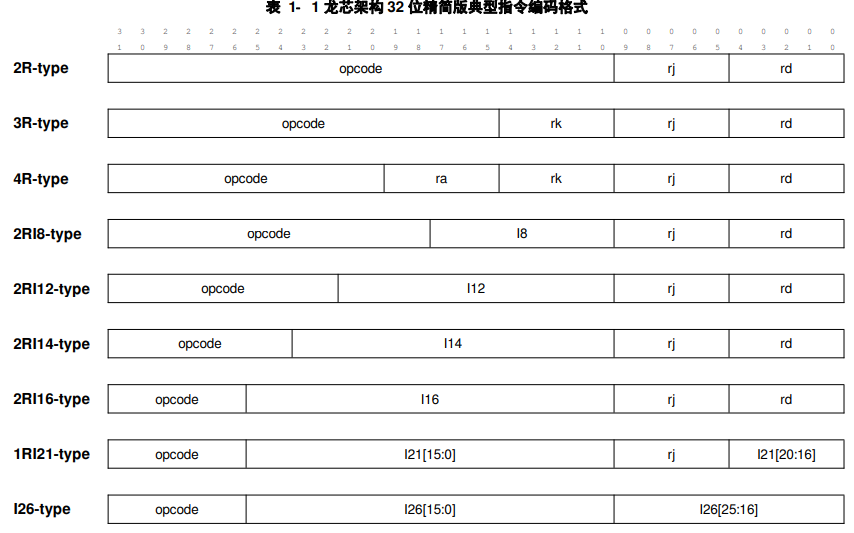 表 1- 1 龙芯架构 32 位精简版典型指令编码格式
3 3 2 2 2 2 2 2 2 2 2 2 1 1 1 1 1 1 1 1 1 1 0 0 0 0 0 0 0 0 0 0
1 0 9 8 7 6 5 4 3 2 1 0 9 8 7 6 5 4 3 2 1 0 9 8 7 6 5 4 3 2 1 0
2R-type opcode rj rd
3R-type opcode rk rj rd
4R-type opcode ra rk rj rd
2RI8-type opcode I8 rj rd
2RI12-type opcode I12 rj rd
2RI14-type opcode I14 rj rd
2RI16-type opcode I16 rj rd
1RI21-type opcode I21[15:0] rj I21[20:16]
I26-type opcode I26[15:0] I26[25:16]